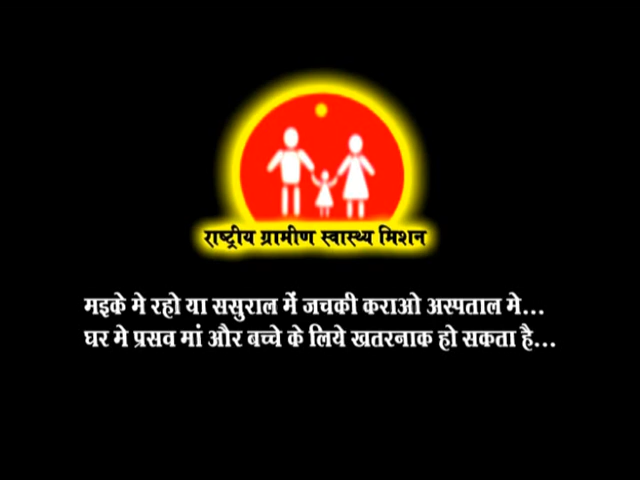 राष्ट्रीय ग्रामीण स्वास्थ्य मिशन
मइके मे रहो या ससुराल में जचकी कराओ अस्पताल मे...
घर मे प्रसव मां और बच्चे के लिये खतरनाक हो सकता है...